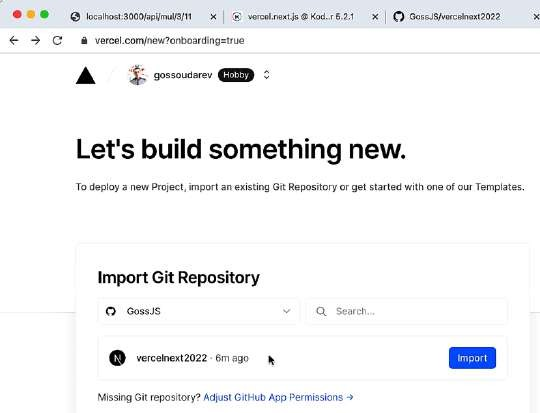 localhost:3000/api/mul/3/11
vercel.next.js @ Kod..r 5.2.1
GossJS/vercelnext2022
vercel.com/new?onboarding=true
gossoudarev Hobby
Let's build something new.
To deploy a new Project, import an existing Git Repository or get started with one of our Templates.
Import Git Repository
GossJS
Search...
N vercelnext2022 · 6m ago
Import
Missing Git repository? Adjust GitHub App Permissions →